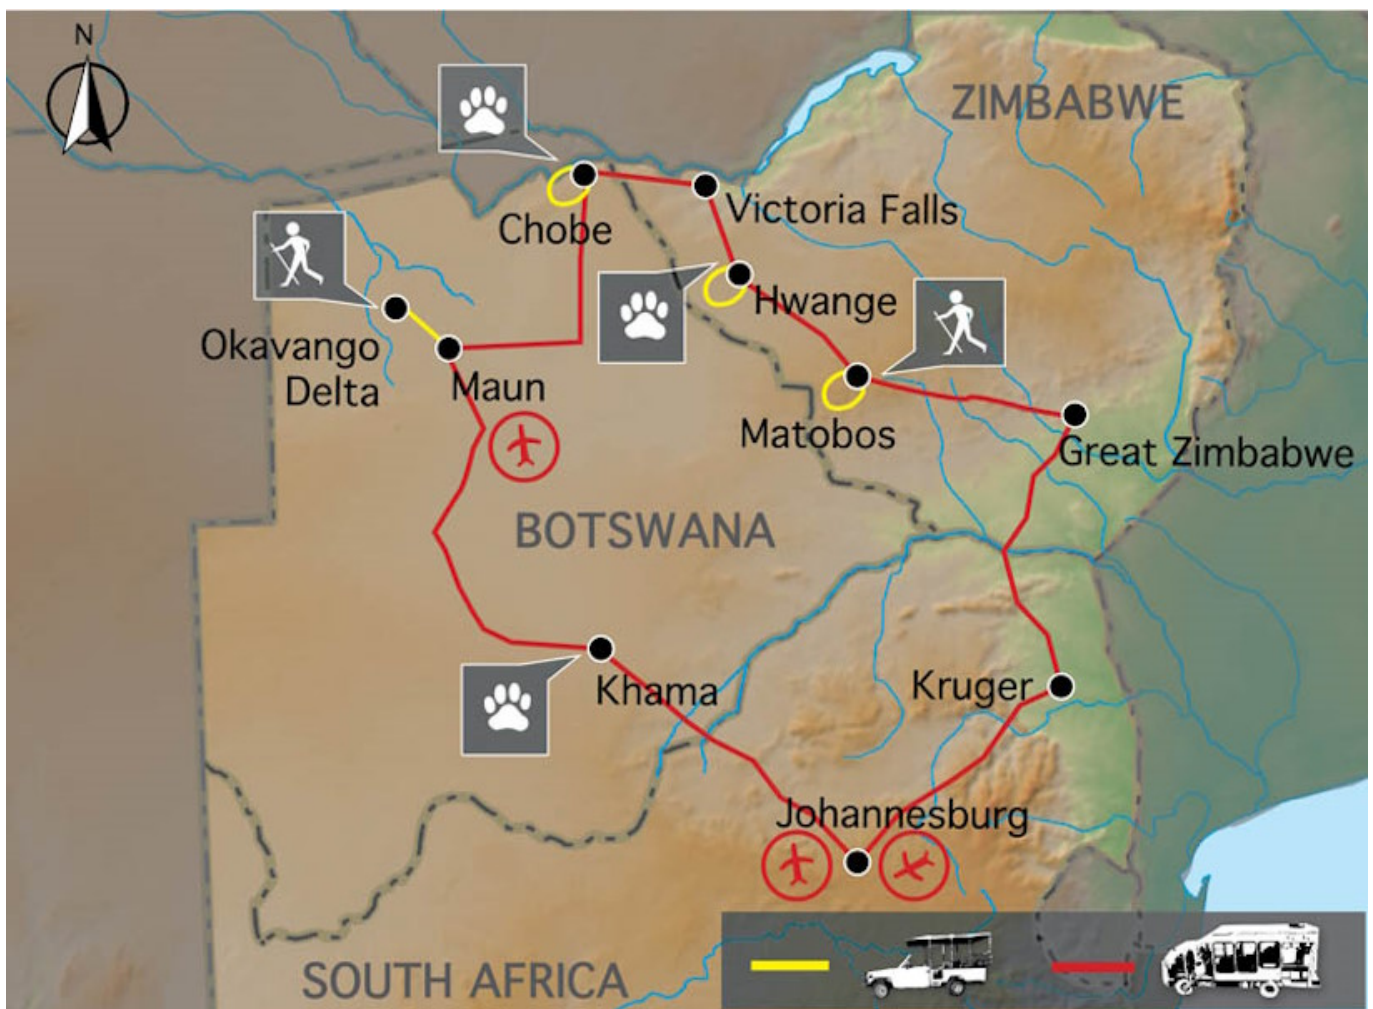 N
ZIMBABWE
Victoria Falls
Chobe
Hwange
Okavango
Delta
Maun
Matobos
Great Zimbabwe
BOTSWANA
Khama
Kruger
Johannesburg
SOUTH AFRICA